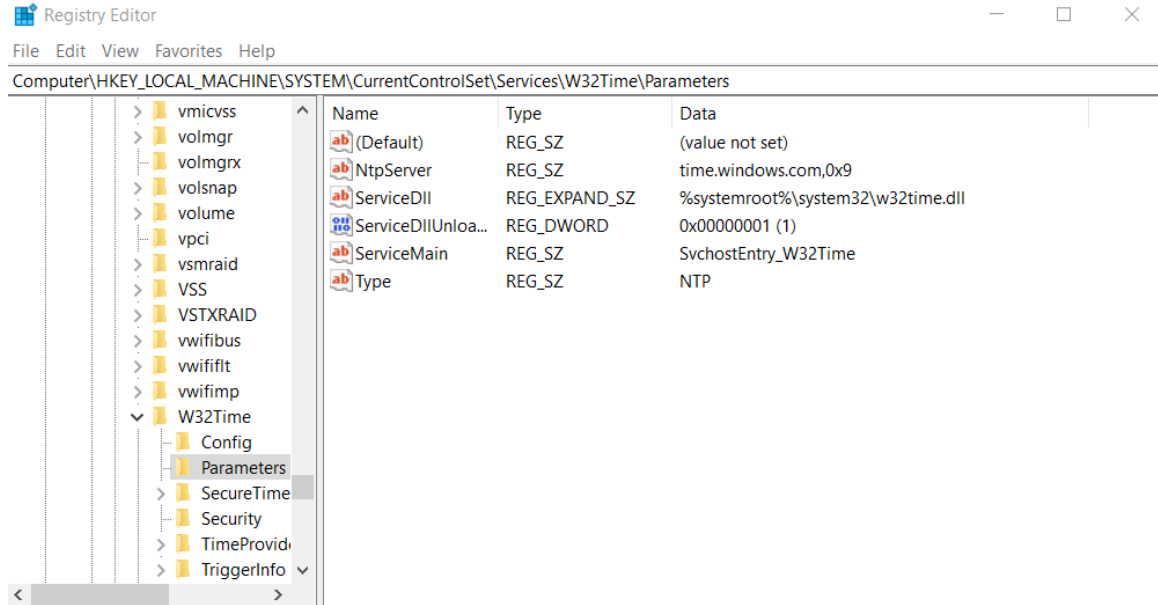 Registry Editor
File Edit View Favorites Help
Computer\HKEY_LOCAL_MACHINE\SYSTEM\CurrentControlSet\Services\W32Time\Parameters
vmicvss
volmgr
volmgrx
volsnap
volume
vpci
vsmraid
VSS
VSTXRAID
vwifibus
vwififlt
vwifimp
W32Time
Config
Parameters
SecureTime
Security
TimeProvid
TriggerInfo
Name Type Data
(Default) REG_SZ (value not set)
NtpServer REG_SZ time.windows.com,0x9
ServiceDll REG_EXPAND_SZ %systemroot%\system32\w32time.dll
ServiceDllUnloa... REG_DWORD 0x00000001 (1)
ServiceMain REG_SZ SvchostEntry_W32Time
Type REG_SZ NTP